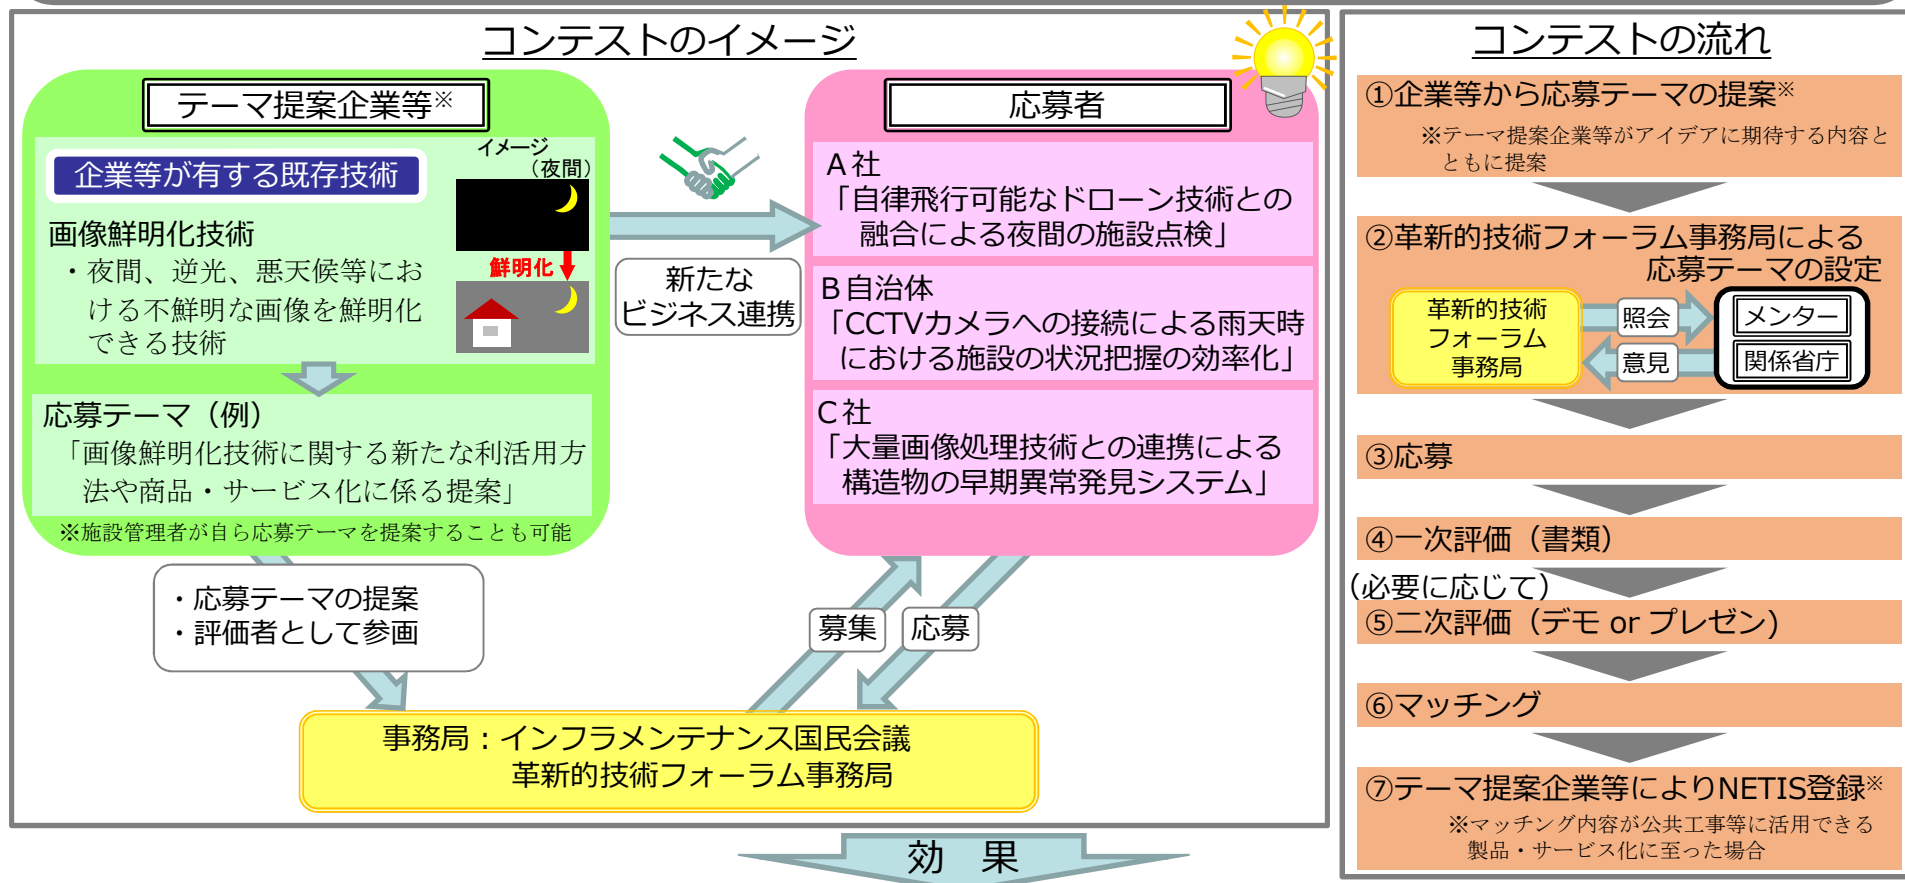 コンテストのイメージ
テーマ提案企業等※
企業等が有する既存技術
イメージ
（夜間）
画像鮮明化技術
・夜間、逆光、悪天候等にお
ける不鮮明な画像を鮮明化
できる技術
鮮明化
応募テーマ（例）
「画像鮮明化技術に関する新たな利活用方
法や商品・サービス化に係る提案」
※施設管理者が自ら応募テーマを提案することも可能
新たな
ビジネス連携
応募者
A社
「自律飛行可能なドローン技術との
融合による夜間の施設点検」
B自治体
「CCTVカメラへの接続による雨天時
における施設の状況把握の効率化」
C社
「大量画像処理技術との連携による
構造物の早期異常発見システム」
・応募テーマの提案
・評価者として参画
募集
応募
事務局：インフラメンテナンス国民会議
革新的技術フォーラム事務局
効　果
コンテストの流れ
①企業等から応募テーマの提案※
※テーマ提案企業等がアイデアに期待する内容と
ともに提案
②革新的技術フォーラム事務局による
応募テーマの設定
革新的技術
フォーラム
事務局
照会
意見
メンター
関係省庁
③応募
④一次評価（書類）
（必要に応じて）
⑤二次評価（デモ or プレゼン)
⑥マッチング
⑦テーマ提案企業等によりNETIS登録※
※マッチング内容が公共工事等に活用できる
製品・サービス化に至った場合